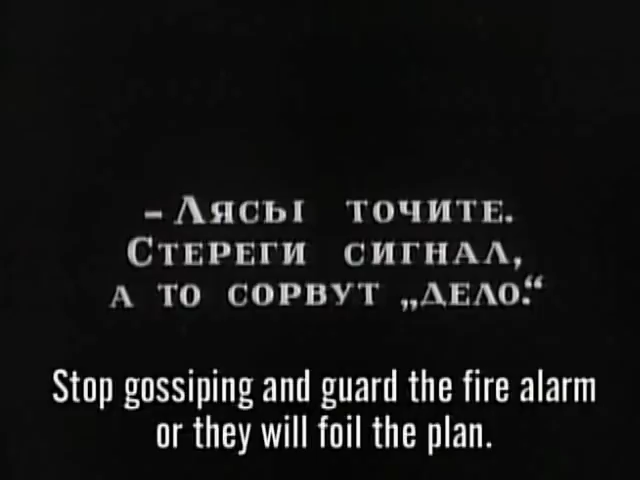 – Лясы точите.
Стереги сигнал,
а то сорвут „дело.“
Stop gossiping and guard the fire alarm
or they will foil the plan.